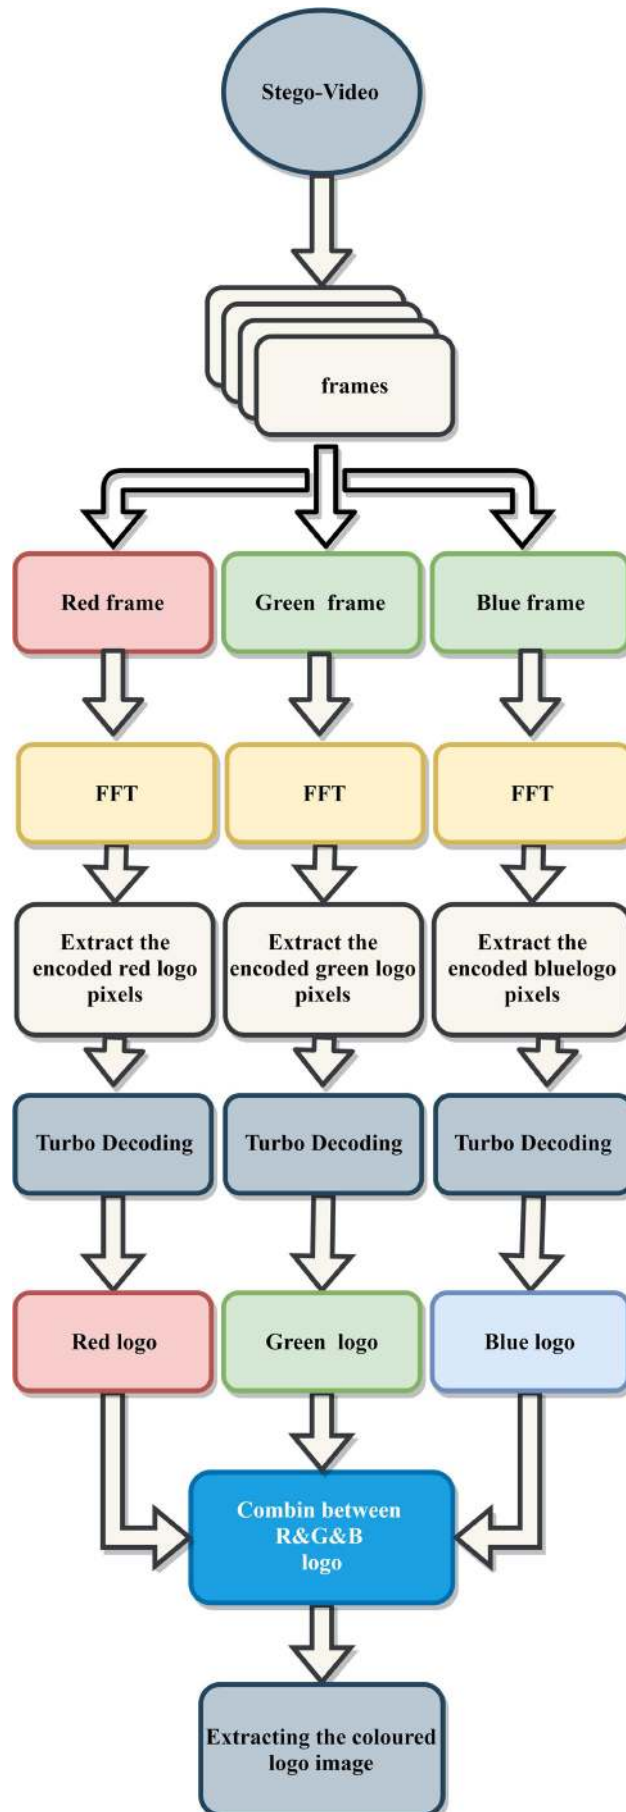 Stego-Video
frames
Red frame
Green frame
Blue frame
FFT
FFT
FFT
Extract the
encoded red logo
pixels
Extract the
encoded green logo
pixels
Extract the
encoded bluelogo
pixels
Turbo Decoding
Turbo Decoding
Turbo Decoding
Red logo
Green logo
Blue logo
Combin between
R&G&B
logo
Extracting the coloured
logo image